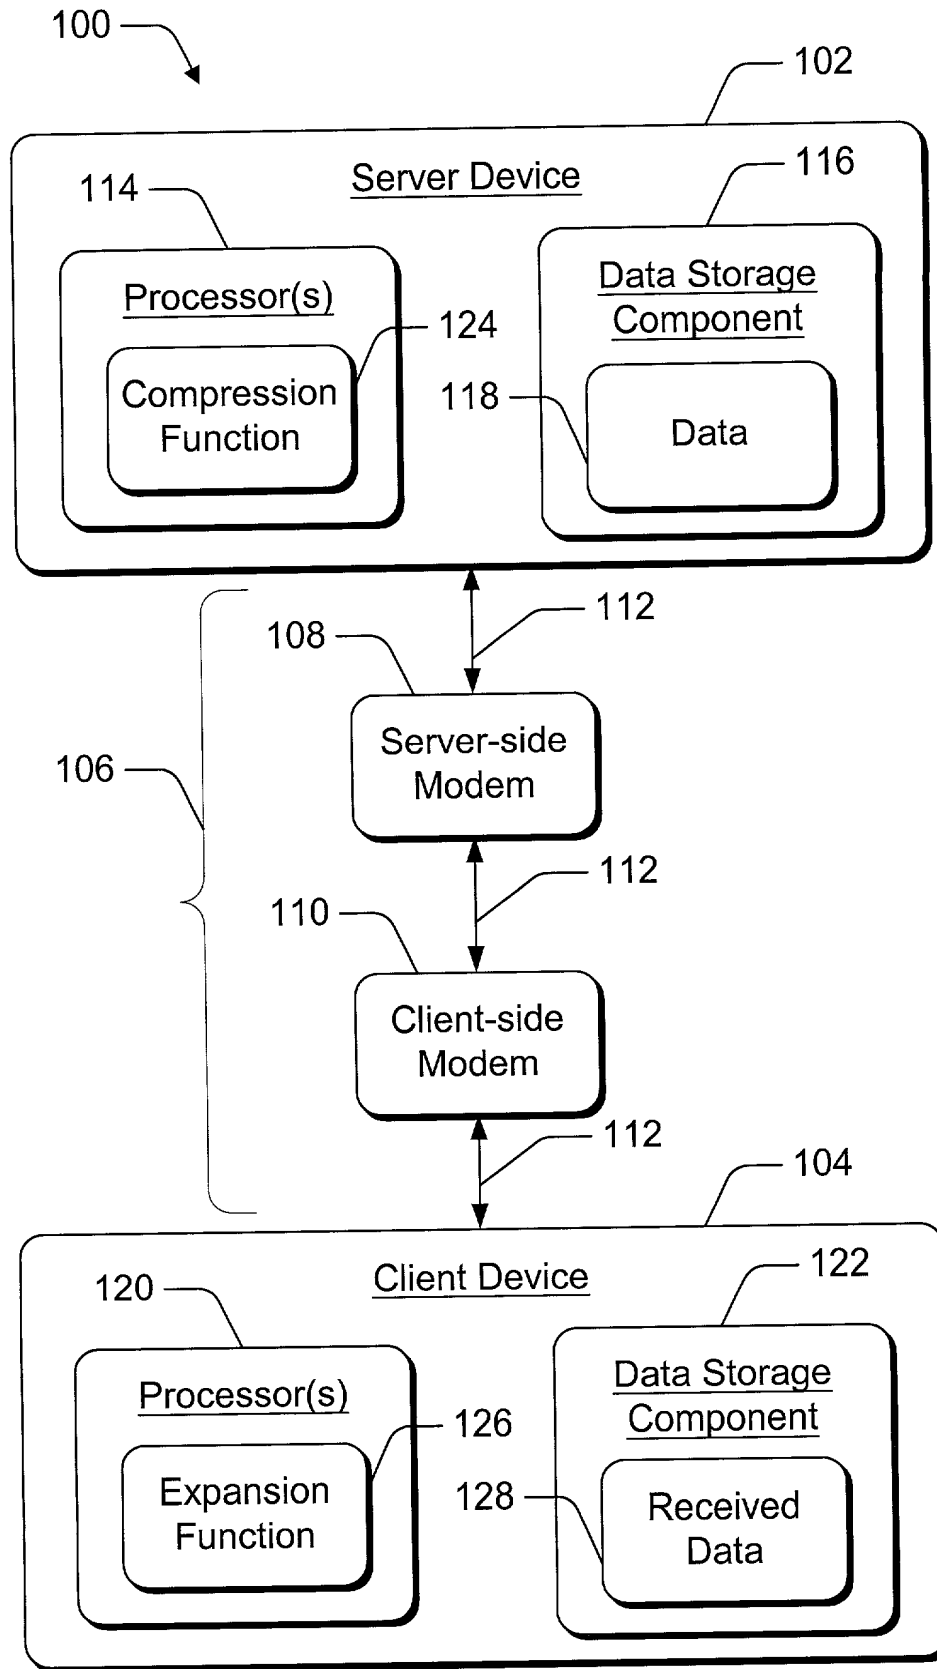 100
102
Server Device
114
116
Processor(s)
Data Storage
Component
124
Compression
Function
118
Data
112
108
Server-side
Modem
106
112
110
Client-side
Modem
112
104
Client Device
120
122
Processor(s)
Data Storage
Component
126
Expansion
Function
128
Received
Data